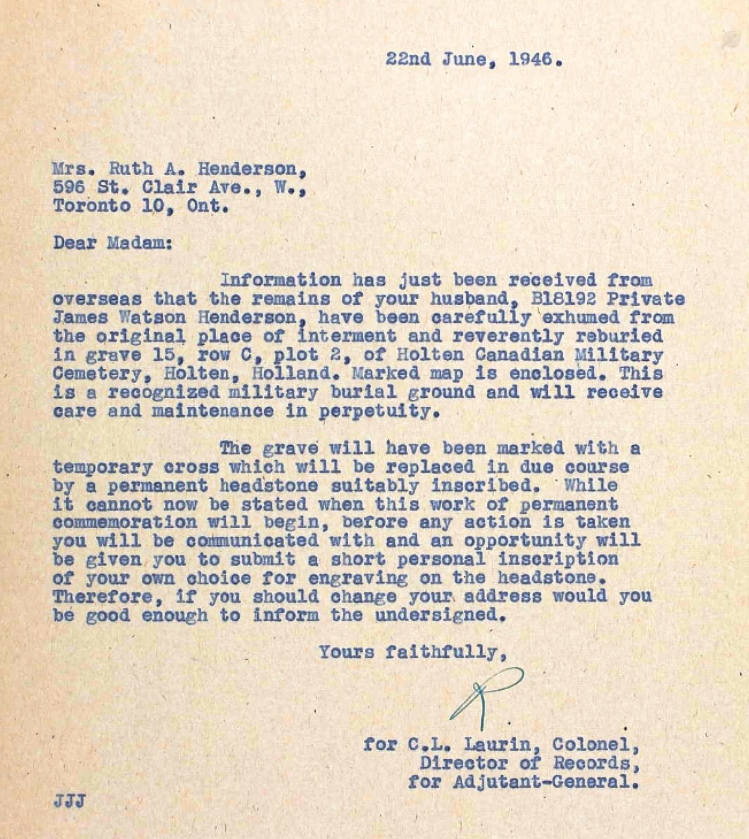 22nd June, 1946.
Mrs. Ruth A. Henderson,
596 St. Clair Ave., W.,
Toronto 10, Ont.
Dear Madam:
Information has just been received from
overseas that the remains of your husband, B18192 Private
James Watson Henderson, have been carefully exhumed from
the original place of interment and reverently reburied
in grave 15, row C, plot 2, of Holten Canadian Military
Cemetery, Holten, Holland. Marked map is enclosed. This
is a recognized military burial ground and will receive
care and maintenance in perpetuity.
The grave will have been marked with a
temporary cross which will be replaced in due course
by a permanent headstone suitably inscribed. While
it cannot now be stated when this work of permanent
commemoration will begin, before any action is taken
you will be communicated with and an opportunity will
be given you to submit a short personal inscription
of your own choice for engraving on the headstone.
Therefore, if you should change your address would you
be good enough to inform the undersigned.
Yours faithfully,
for C.L. Laurin, Colonel,
Director of Records,
for Adjutant-General.
JJJ